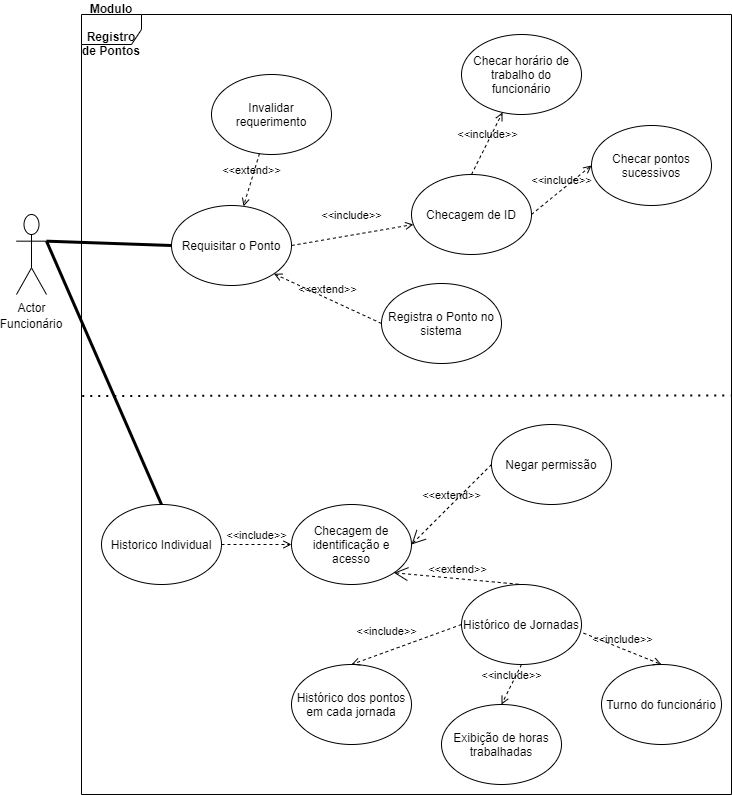 Modulo
Registro
de Pontos
Checar horário de
trabalho do
funcionário
Invalidar
requerimento
<<include>>
Checar pontos
sucessivos
<<extend>>
<<include>>
<<include>>
Checagem de ID
Requisitar o Ponto
<<extend>>
Actor
Funcionário
Registra o Ponto no
sistema
Negar permissão
<<extend>>
Historico Individual
<<include>>
Checagem de
identificação e
acesso
<<extend>>
Histórico de Jornadas
<<include>>
<<include>>
<<include>>
Histórico dos pontos
em cada jornada
Exibição de horas
trabalhadas
Turno do funcionário